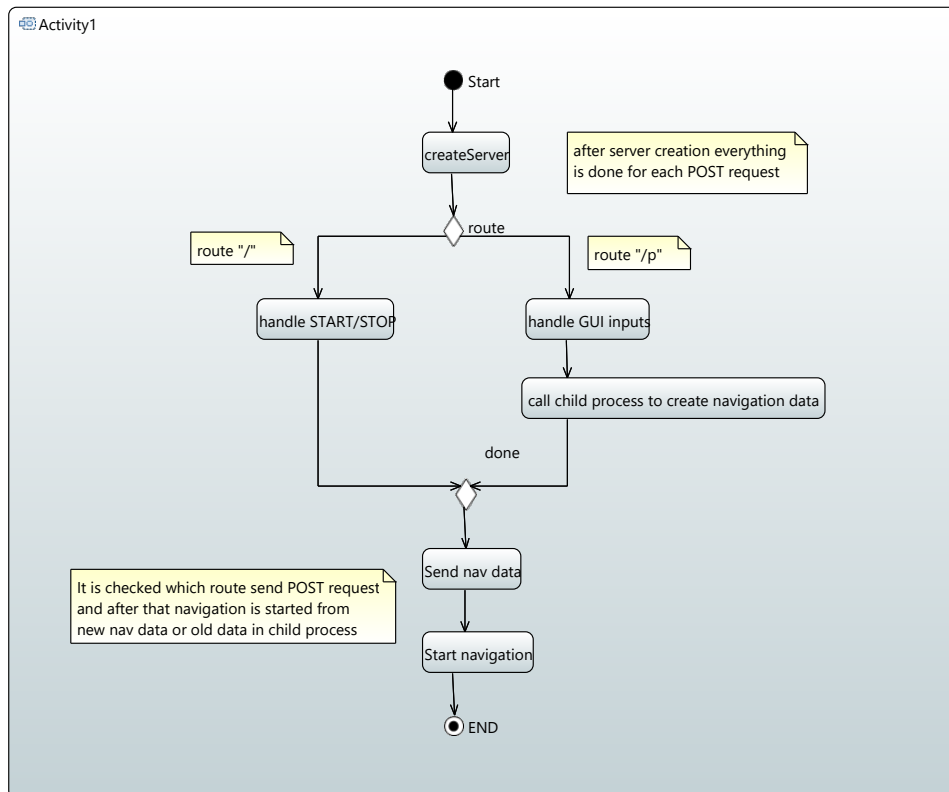 Activity1
Start
createServer
after server creation everything
is done for each POST request
route
route "/"
route "/p"
handle START/STOP
handle GUI inputs
call child process to create navigation data
done
Send nav data
It is checked which route send POST request
and after that navigation is started from
new nav data or old data in child process
Start navigation
END